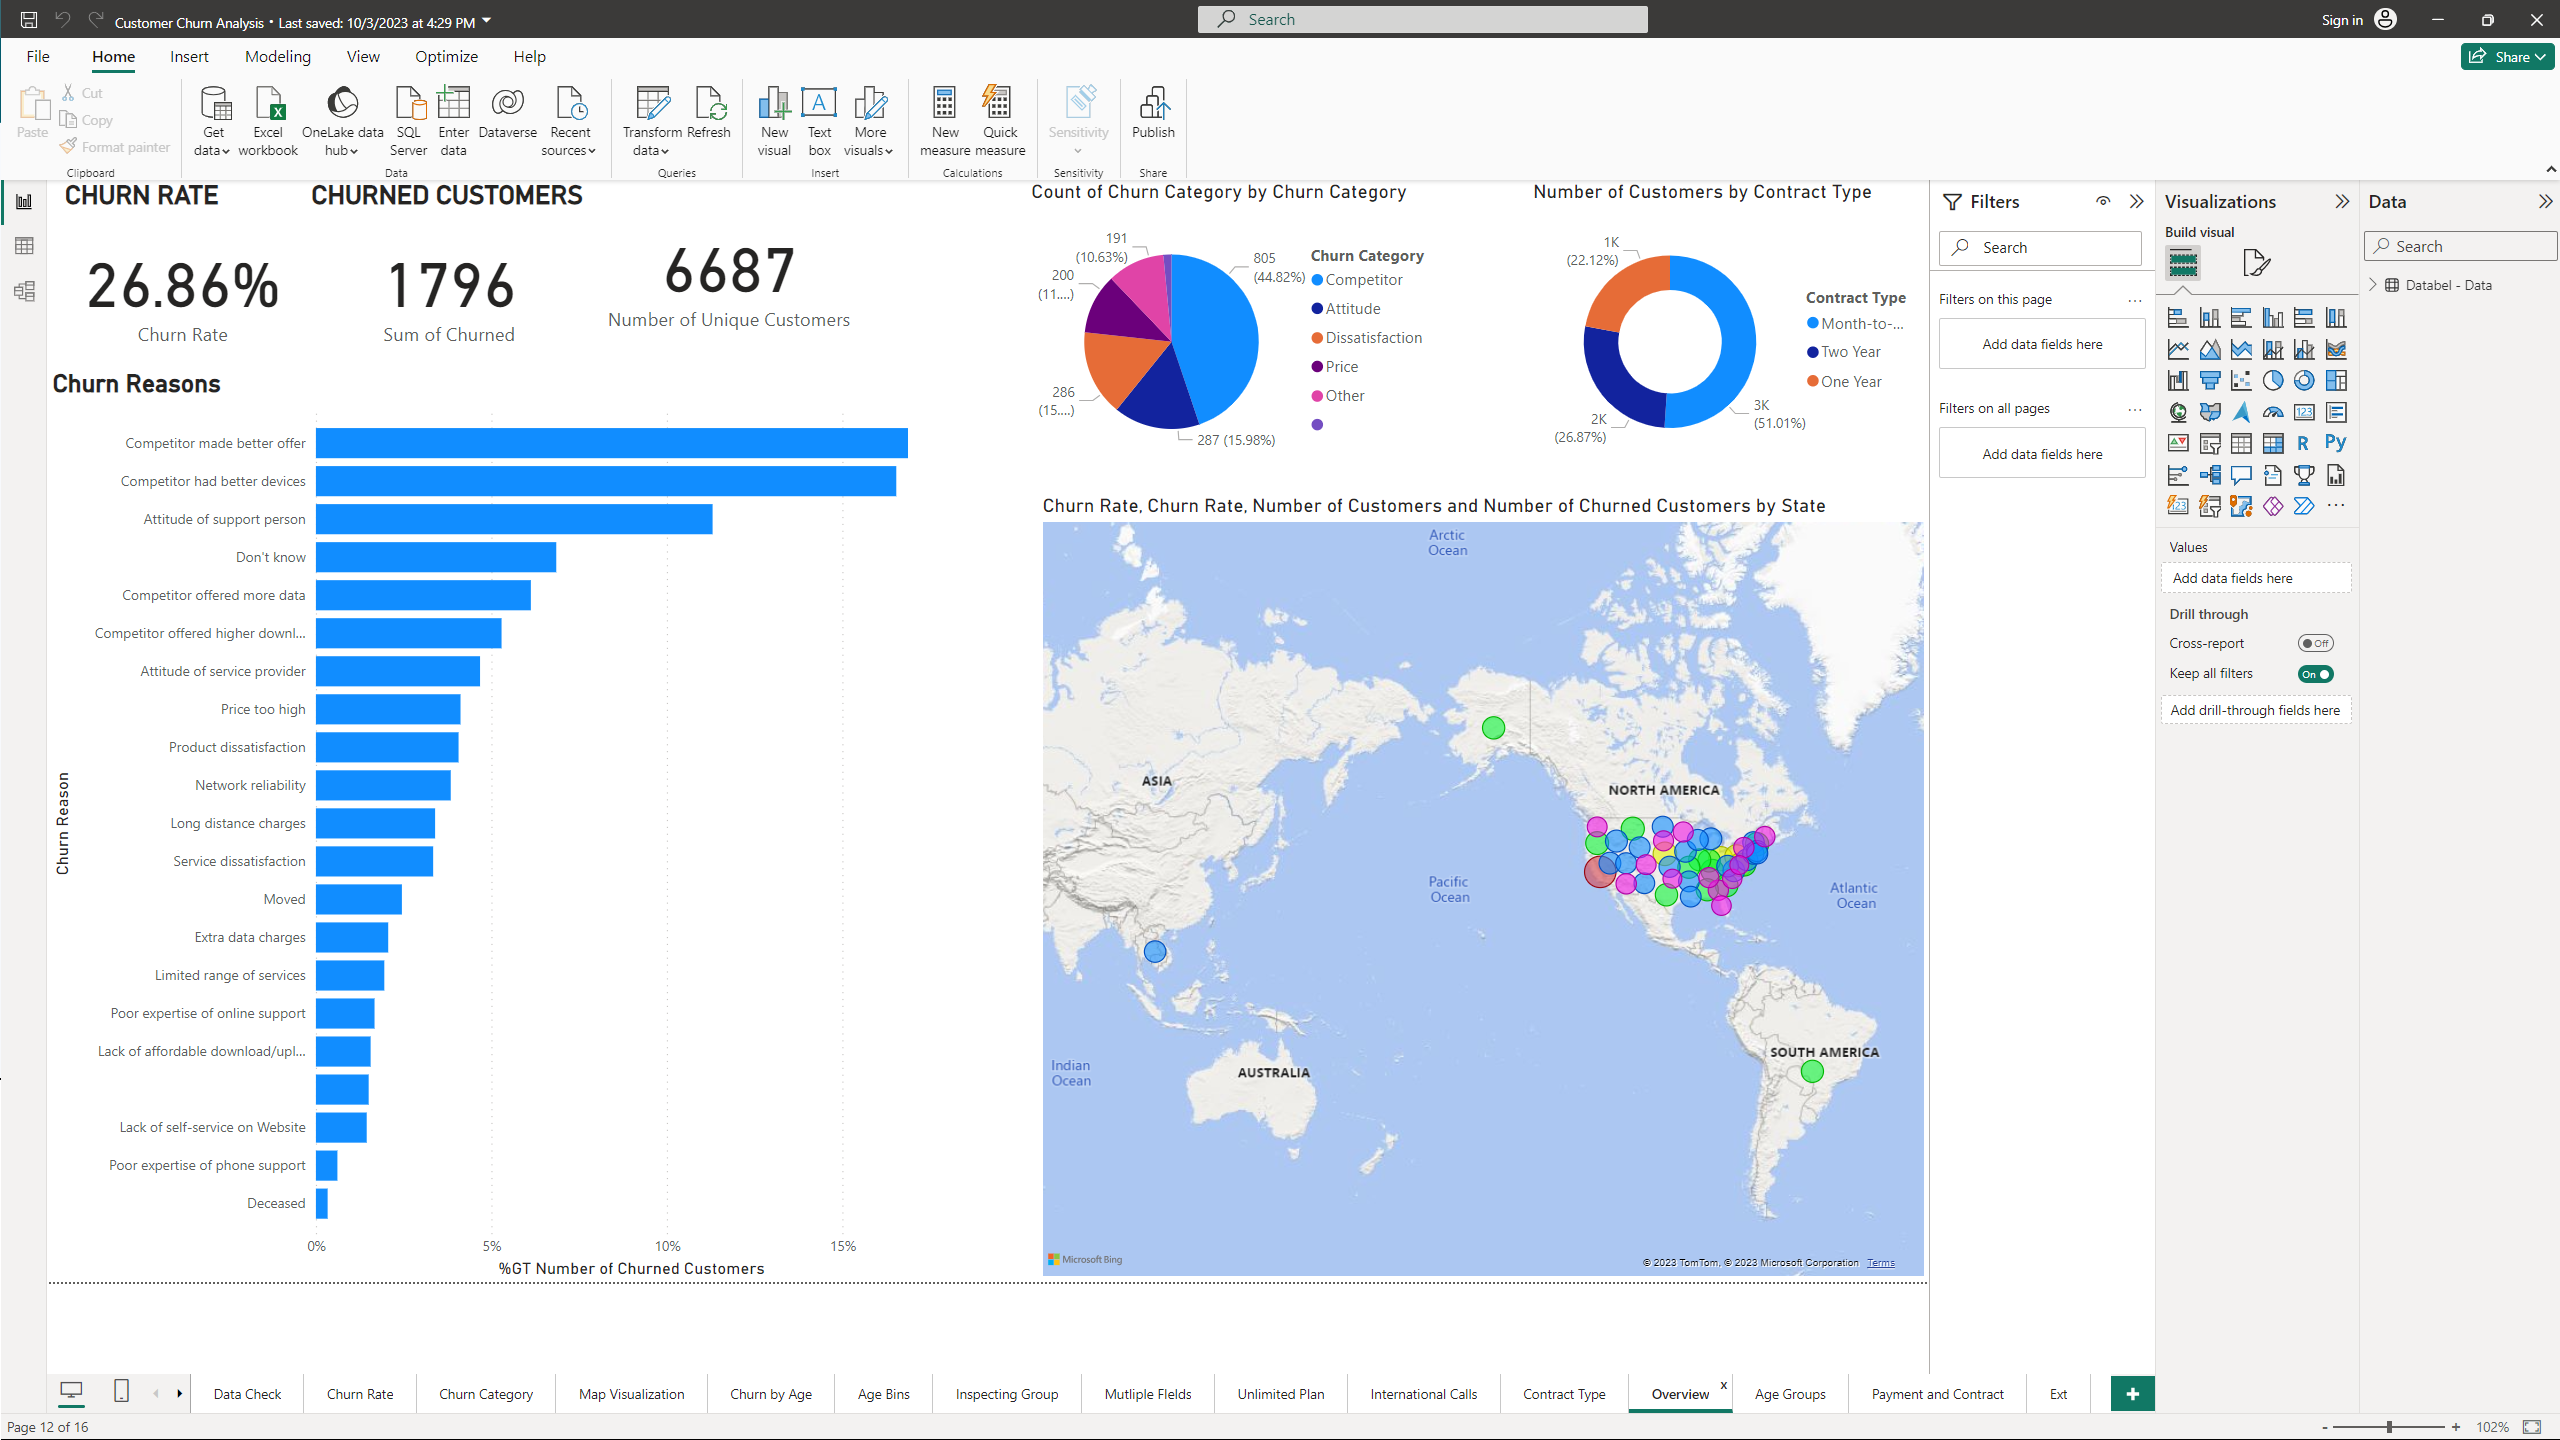 Customer Churn Analysis • Last saved: 10/3/2023 at 4:29 PM
Search
Sign in
File Home Insert Modeling View Optimize Help
Share
Paste
Cut
Copy
Format painter
Clipboard
Get data
Excel workbook
OneLake data hub
SQL Server
Enter data
Dataverse
Recent sources
Data
Transform data
Refresh
Queries
New visual
Text box
More visuals
Insert
New measure
Quick measure
Calculations
Sensitivity
Sensitivity
Publish
Share
CHURN RATE
26.86%
Churn Rate
CHURNED CUSTOMERS
1796
Sum of Churned
6687
Number of Unique Customers
Churn Reasons
Churn Reason
Competitor made better offer
Competitor had better devices
Attitude of support person
Don't know
Competitor offered more data
Competitor offered higher downl...
Attitude of service provider
Price too high
Product dissatisfaction
Network reliability
Long distance charges
Service dissatisfaction
Moved
Extra data charges
Limited range of services
Poor expertise of online support
Lack of affordable download/upl...
Lack of self-service on Website
Poor expertise of phone support
Deceased
0% 5% 10% 15%
%GT Number of Churned Customers
Count of Churn Category by Churn Category
191
(10.63%)
200
(11....)
286
(15....)
287 (15.98%)
805
(44.82%)
Churn Category
Competitor
Attitude
Dissatisfaction
Price
Other
Number of Customers by Contract Type
1K
(22.12%)
2K
(26.87%)
3K
(51.01%)
Contract Type
Month-to-...
Two Year
One Year
Churn Rate, Churn Rate, Number of Customers and Number of Churned Customers by State
Arctic
Ocean
ASIA
NORTH AMERICA
Pacific
Ocean
Atlantic
Ocean
SOUTH AMERICA
Indian
Ocean
AUSTRALIA
Microsoft Bing
© 2023 TomTom, © 2023 Microsoft Corporation Terms
Filters
Search
Filters on this page ...
Add data fields here
Filters on all pages ...
Add data fields here
Visualizations
Build visual
123
R
Py
123
...
Values
Add data fields here
Drill through
Cross-report Off
Keep all filters On
Add drill-through fields here
Data
Search
Databel - Data
Data Check Churn Rate Churn Category Map Visualization Churn by Age Age Bins Inspecting Group Mutliple FIelds Unlimited Plan International Calls Contract Type Overview x Age Groups Payment and Contract Ext +
Page 12 of 16
- + 102%